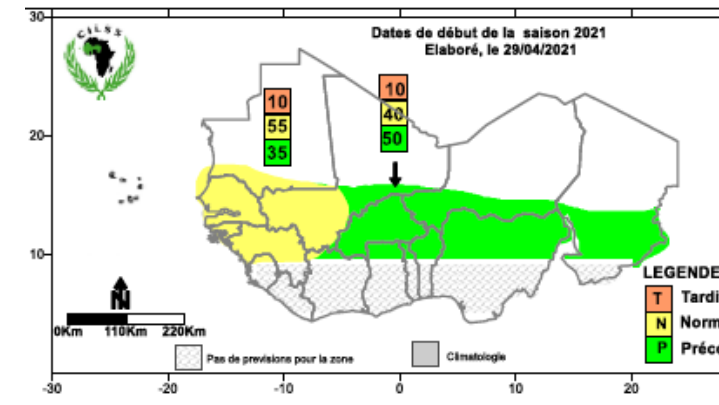 CILSS
Dates de début de la saison 2021
Elaboré, le 29/04/2021
30
20
10
10
55
35
10
40
50
LEGENDE
T Tardi
N Norm
P Préco
N
0Km 110Km 220Km
Pas de previsions pour la zone
Climatologie
-30 -20 -10 0 10 20